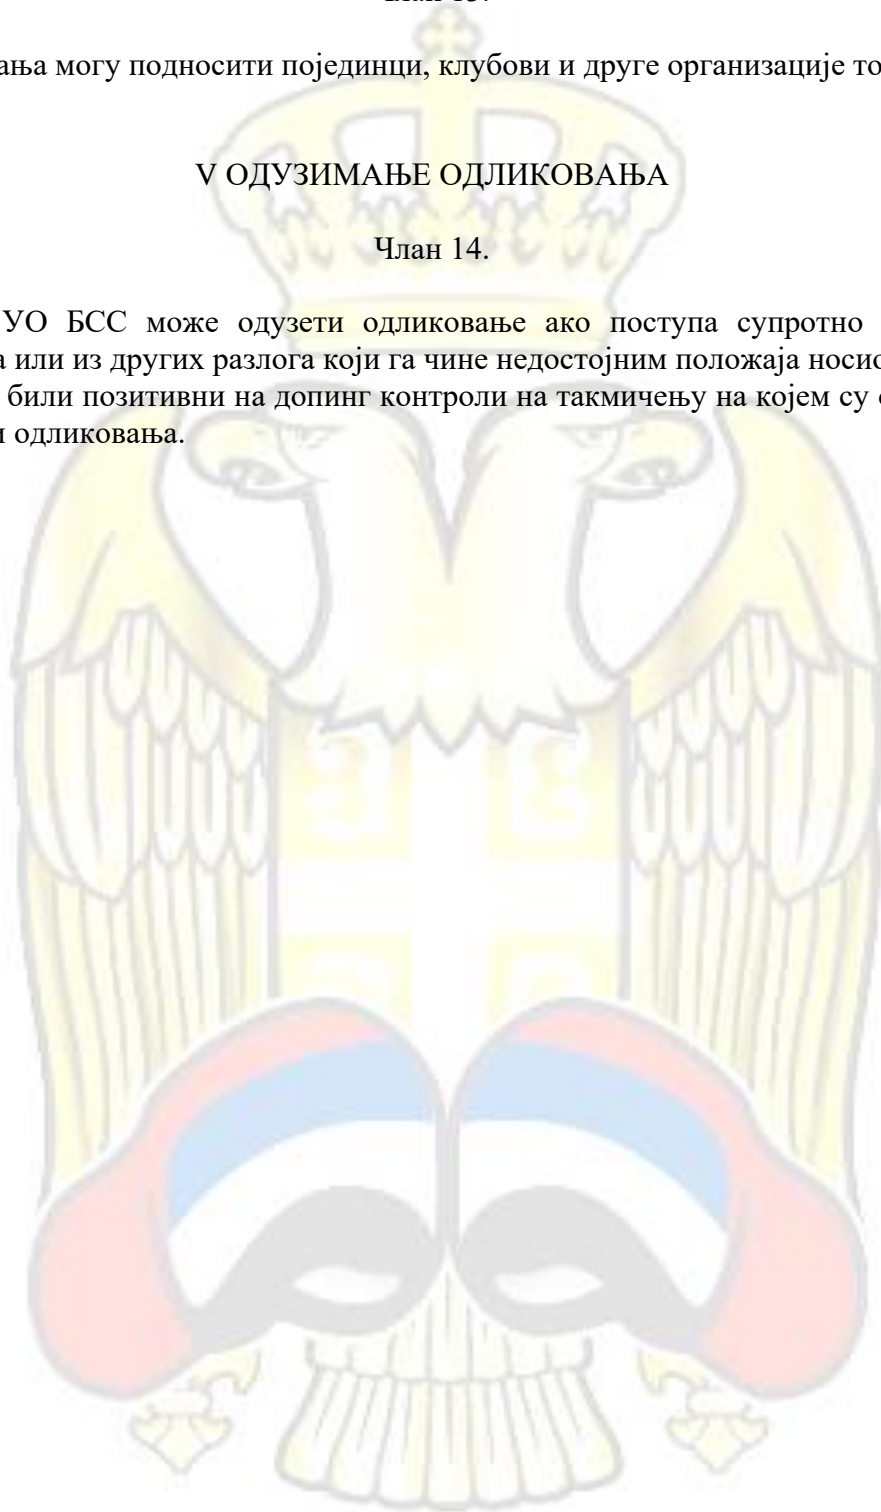 ања могу подносити појединци, клубови и друге организације то
V ОДУЗИМАЊЕ ОДЛИКОВАЊА
Члан 14.
УО БСС може одузети одликовање ако поступа супротно
а или из других разлога који га чине недостојним положаја носио
били позитивни на допинг контроли на такмичењу на којем су
и одликовања.